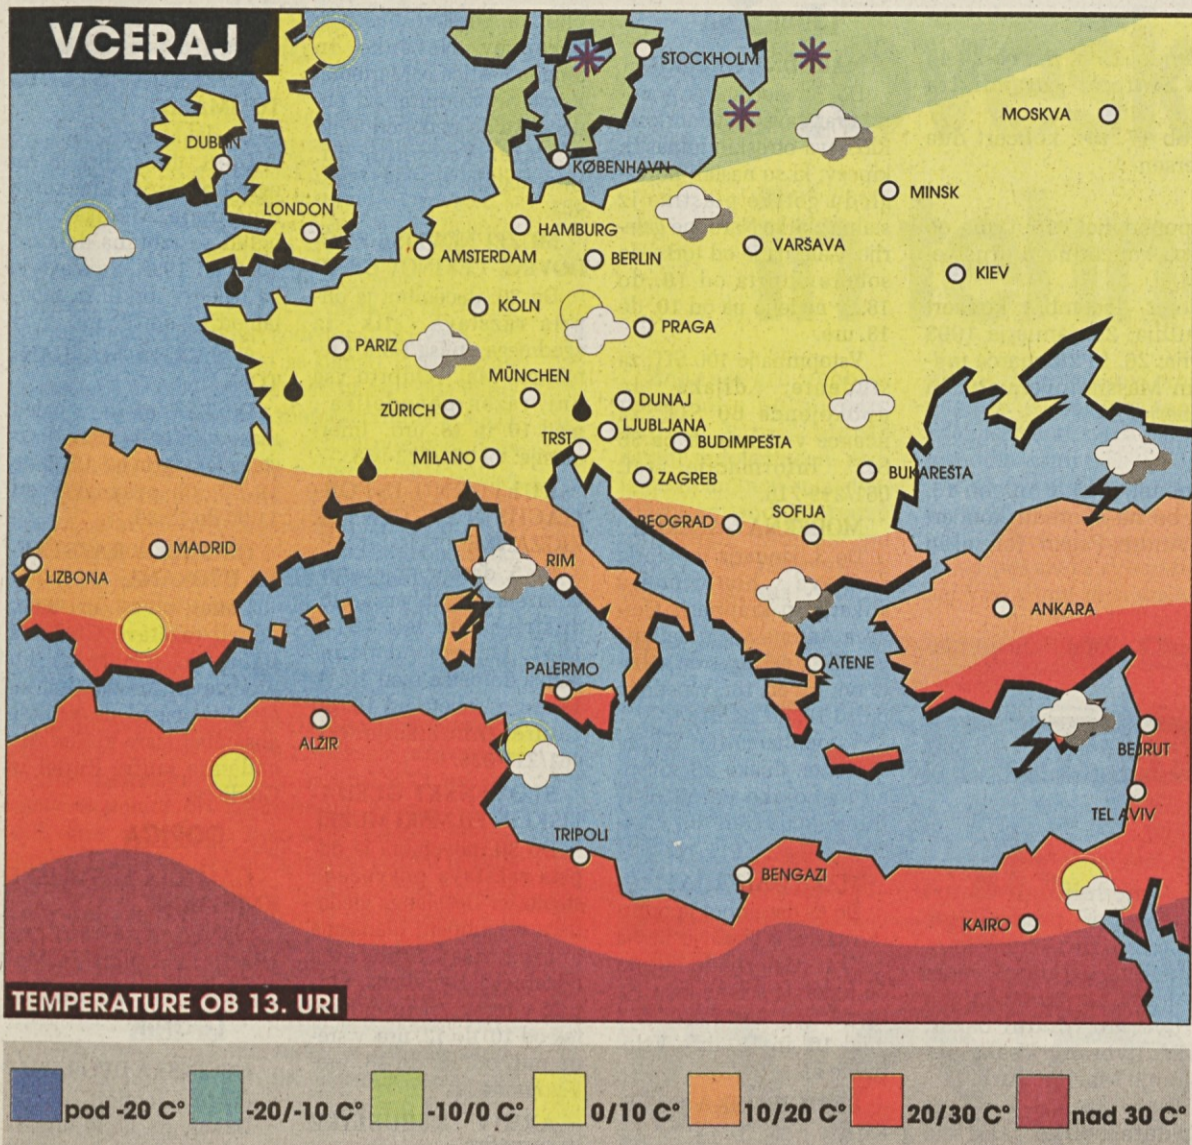 VČERAJ
STOCKHOLM
MOSKVA
DUBLIN
KØBENHAVN
MINSK
LONDON
HAMBURG
VARŠAVA
AMSTERDAM
BERLIN
KIEV
KÖLN
PRAGA
PARIZ
MÜNCHEN
ZÜRICH
DUNAJ
LJUBLJANA
TRST
BUDIMPEŠTA
MILANO
ZAGREB
BUKAREŠTA
BEOGRAD
SOFIJA
MADRID
LIZBONA
RIM
ANKARA
PALERMO
ATENE
ALŽIR
BEJRUT
TEL AVIV
TRIPOLI
BENGAZI
KAIRO
TEMPERATURE OB 13. URI
pod -20 C°
-20/-10 C°
-10/0 C°
0/10 C°
10/20 C°
20/30 C°
nad 30 C°